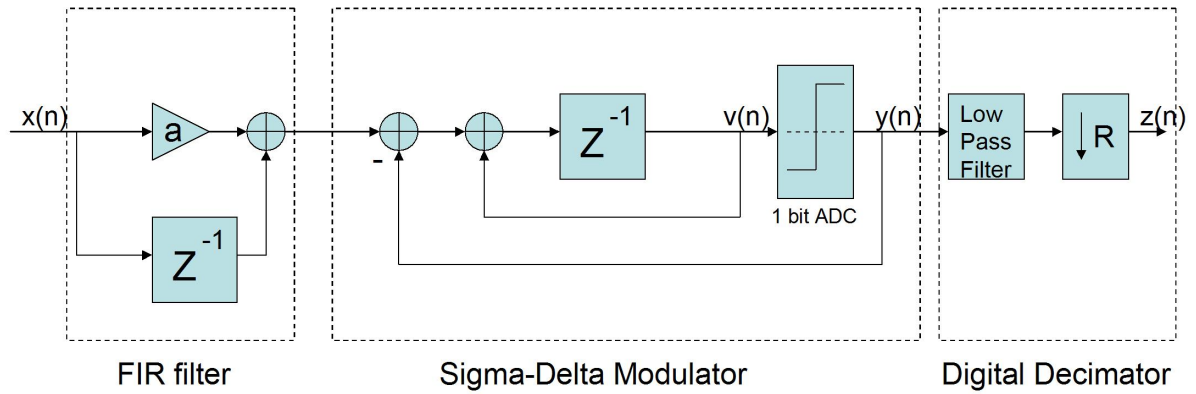 x(n)
a
Z -1
Z -1
v(n)
1 bit ADC
y(n)
-
Low
Pass
Filter
R
z(n)
FIR filter
Sigma-Delta Modulator
Digital Decimator